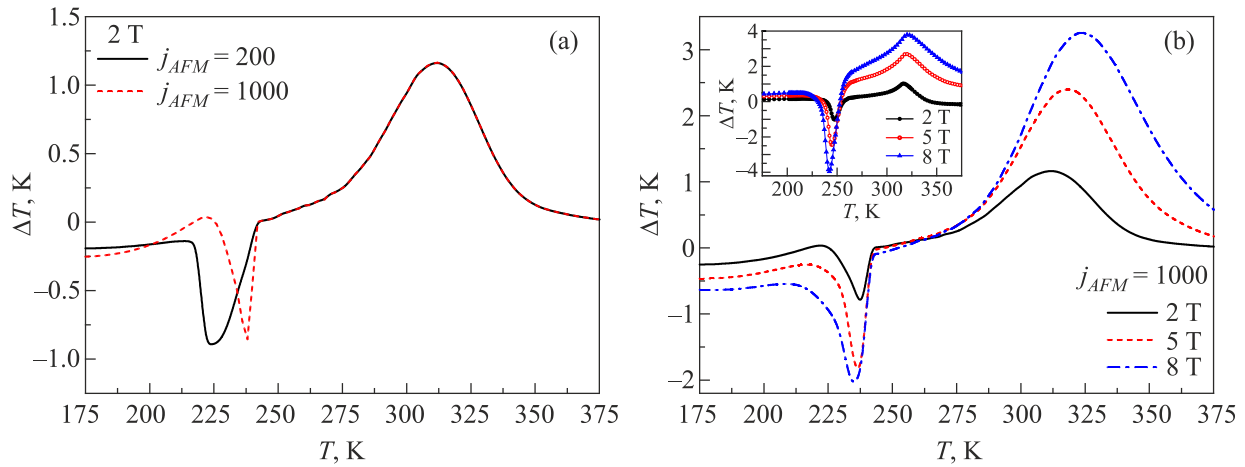 2 T
j_AFM = 200
j_AFM = 1000
(a)
1.5
1.0
0.5
0
–0.5
–1.0
ΔT, K
175 200 225 250 275 300 325 350 375
T, K
(b)
3
2
1
0
–1
–2
ΔT, K
4
2
0
–2
–4
ΔT, K
2 T
5 T
8 T
200 250 300 350
T, K
j_AFM = 1000
2 T
5 T
8 T
175 200 225 250 275 300 325 350 375
T, K